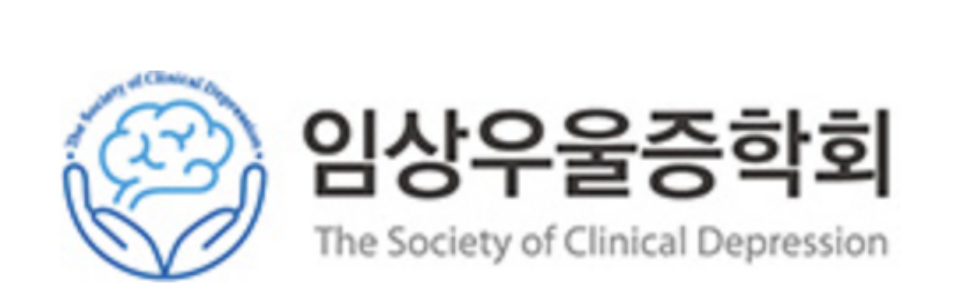 The Society of Clinical Depression
임상우울증학회
The Society of Clinical Depression